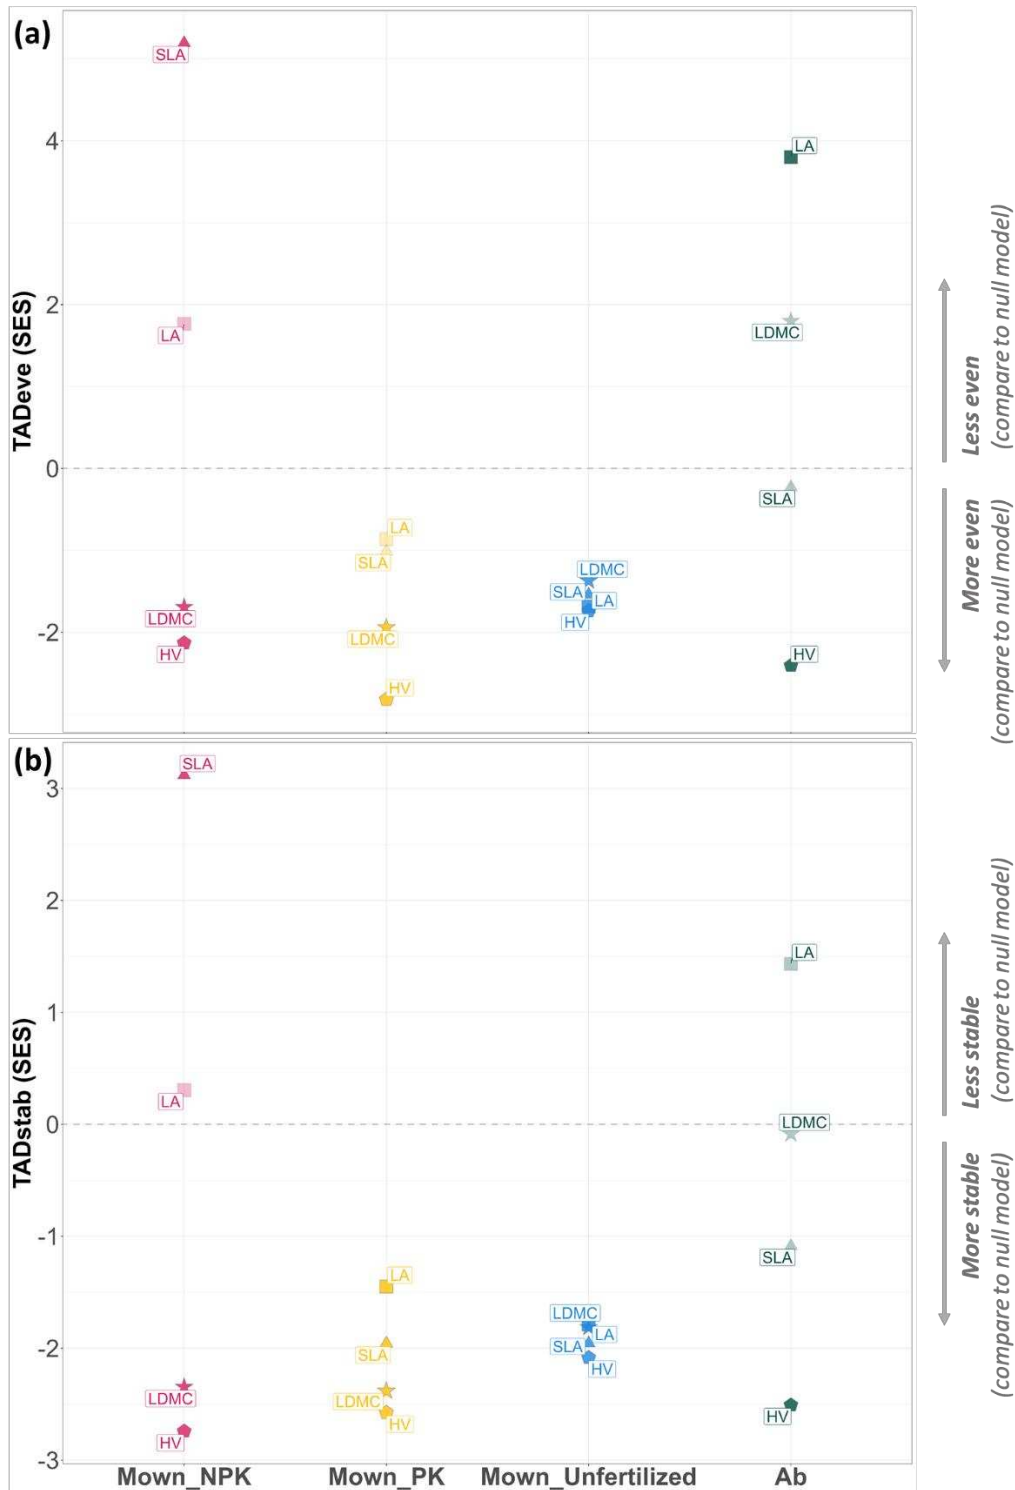 (a)
SLA
4
LA
2
LA
LDMC
TADeve (SES)
0
SLA
LA
SLA
LDMC
SLA
LA
LDMC
HV
-2
LDMC
HV
HV
HV
Less even
(compare to null model)
More even
(compare to null model)
(b)
SLA
3
2
LA
1
LA
TADstab (SES)
0
LDMC
-1
SLA
LA
LDMC
LA
-2
SLA
SLA
HV
LDMC
LDMC
HV
HV
HV
-3
Less stable
(compare to null model)
More stable
(compare to null model)
Mown_NPK Mown_PK Mown_Unfertilized Ab